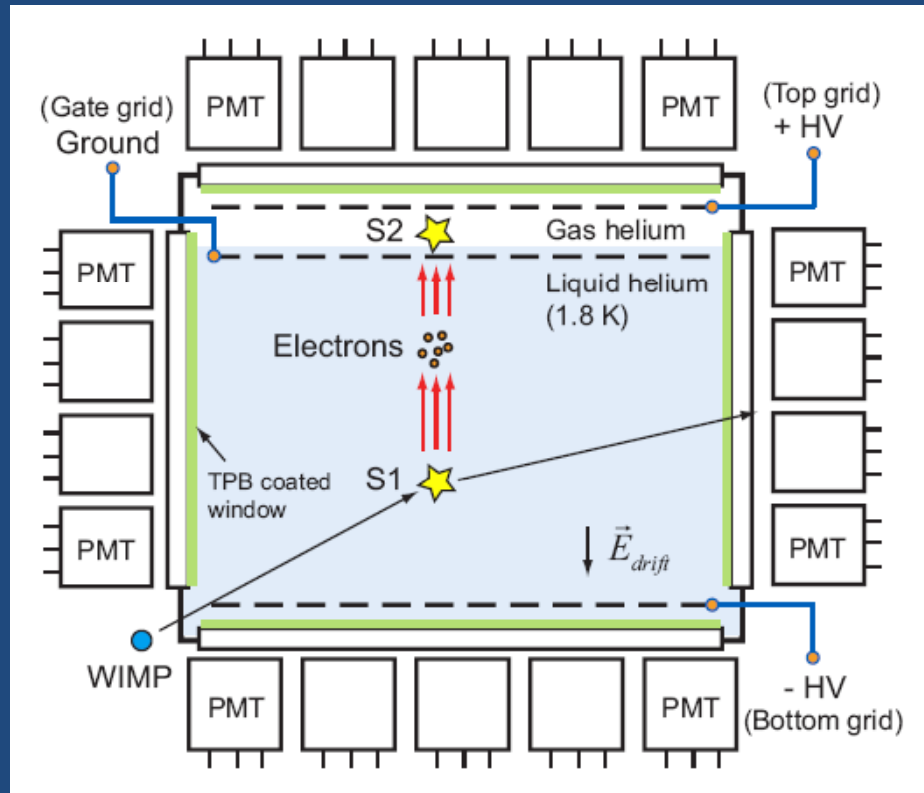 PMT
PMT
(Gate grid)
Ground
(Top grid)
+ HV
S2
Gas helium
PMT
PMT
Liquid helium
(1.8 K)
Electrons
TPB coated
window
S1
PMT
PMT
E drift
WIMP
PMT
PMT
- HV
(Bottom grid)